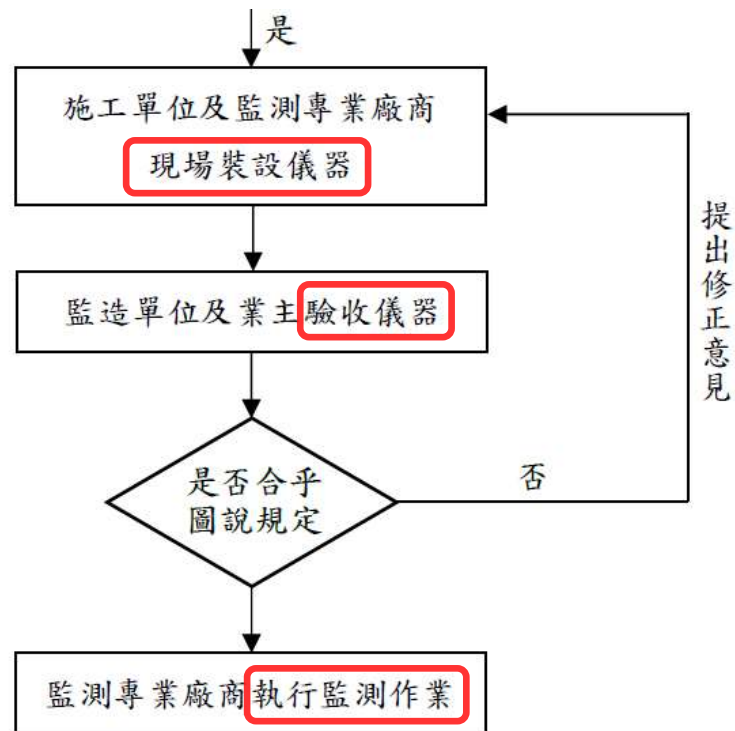 是
施工單位及監測專業廠商
現場裝設儀器
監造單位及業主驗收儀器
是否合乎
圖說規定
否
提出修正意見
監測專業廠商執行監測作業